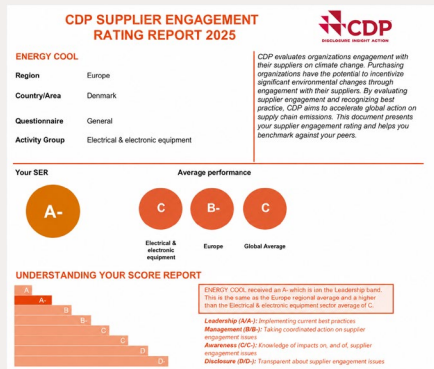 CDP SUPPLIER ENGAGEMENT
RATING REPORT 2025
CDP
DISCLOSURE INSIGHT ACTION
ENERGY COOL
Region Europe
Country/Area Denmark
Questionnaire General
Activity Group Electrical & electronic equipment
CDP evaluates organizations engagement with
their suppliers on climate change. Purchasing
organizations have the potential to incentivize
significant environmental changes through
engagement with their suppliers. By evaluating
supplier engagement and recognizing best
practice, CDP aims to accelerate global action on
supply chain emissions. This document presents
your supplier engagement rating and helps you
benchmark against your peers.
Your SER
Average performance
A-
C
B-
C
Electrical &
electronic
equipment
Europe
Global Average
UNDERSTANDING YOUR SCORE REPORT
A
A-
B
B-
C
C-
D
D-
ENERGY COOL received an A- which is on the Leadership band.
This is the same as the Europe regional average and a higher
than the Electrical & electronic equipment sector average of C.
Leadership (A/A-): Implementing current best practices
Management (B/B-): Taking coordinated action on supplier
engagement issues
Awareness (C/C-): Knowledge of impacts on, and of, supplier
engagement issues
Disclosure (D/D-): Transparent about supplier engagement issues